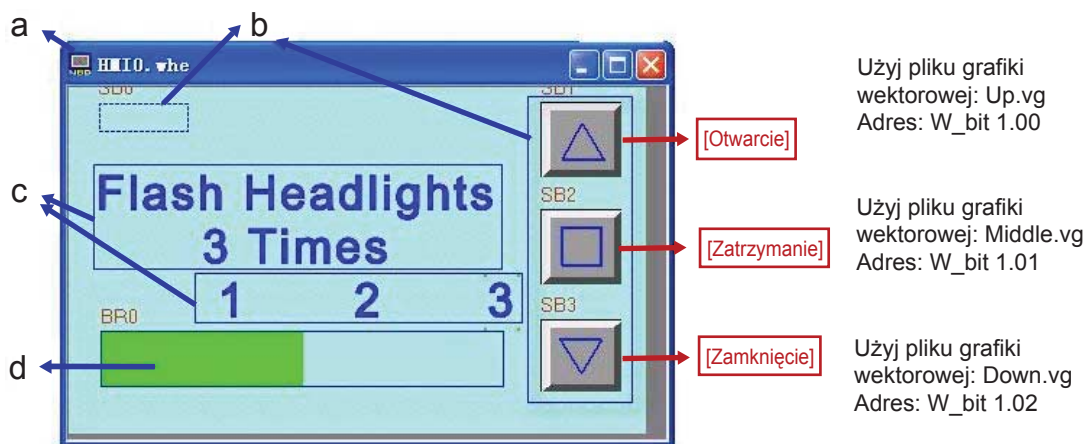 a
b
HMI0.whe
SB0
SB1
Użyj pliku grafiki
wektorowej: Up.vg
Adres: W_bit 1.00
[Otwarcie]
c
Flash Headlights
3 Times
SB2
Użyj pliku grafiki
wektorowej: Middle.vg
Adres: W_bit 1.01
[Zatrzymanie]
1 2 3
BR0
SB3
d
[Zamknięcie]
Użyj pliku grafiki
wektorowej: Down.vg
Adres: W_bit 1.02